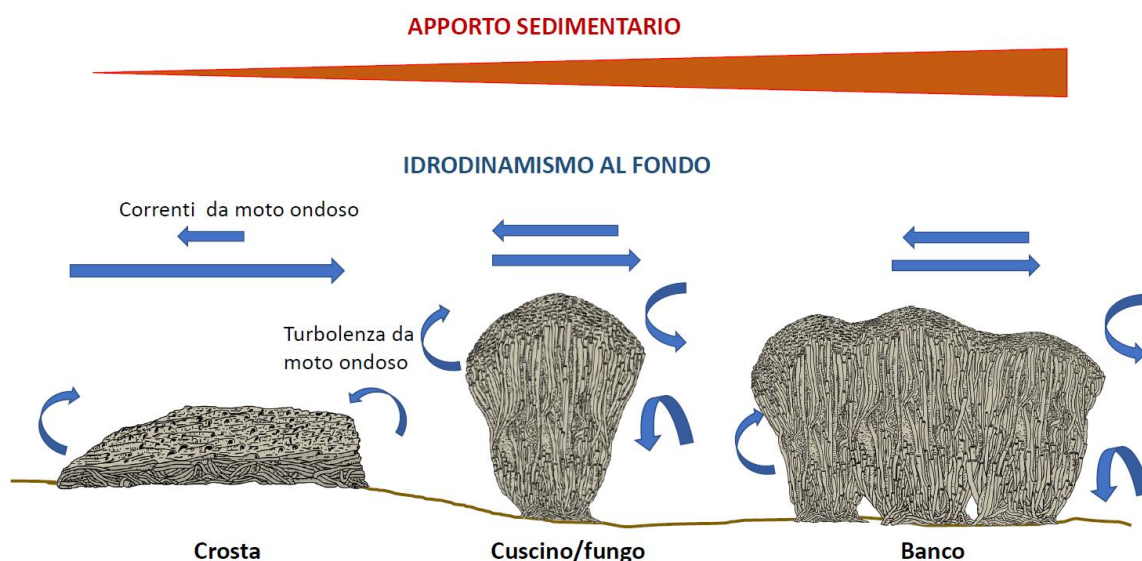 APPORTO SEDIMENTARIO
IDRODINAMISMO AL FONDO
Correnti da moto ondoso
Turbolenza da
moto ondoso
Crosta
Cuscino/fungo
Banco